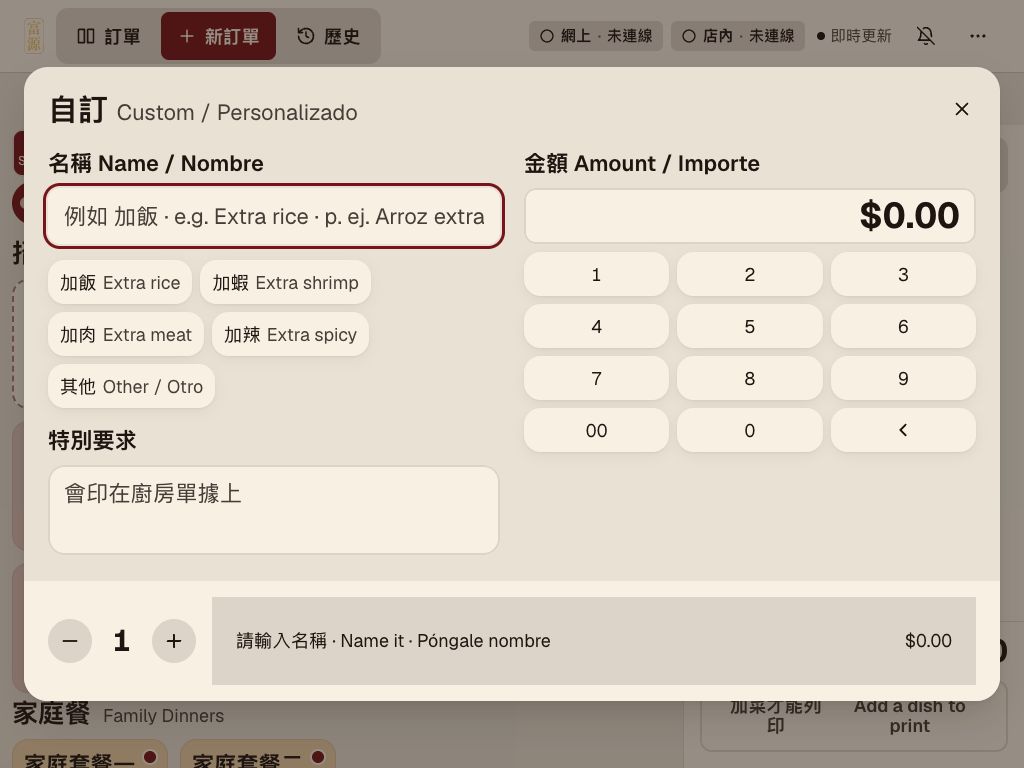 富源
訂單
新訂單
歷史
網上 · 未連線
店內 · 未連線
即時更新
自訂 Custom / Personalizado
名稱 Name / Nombre
例如 加飯 · e.g. Extra rice · p. ej. Arroz extra
加飯 Extra rice
加蝦 Extra shrimp
加肉 Extra meat
加辣 Extra spicy
其他 Other / Otro
特別要求
會印在廚房單據上
金額 Amount / Importe
$0.00
1 2 3
4 5 6
7 8 9
00 0
1
請輸入名稱 · Name it · Póngale nombre $0.00
家庭餐 Family Dinners
家庭套餐一
家庭套餐二
加菜才能列印
Add a dish to print